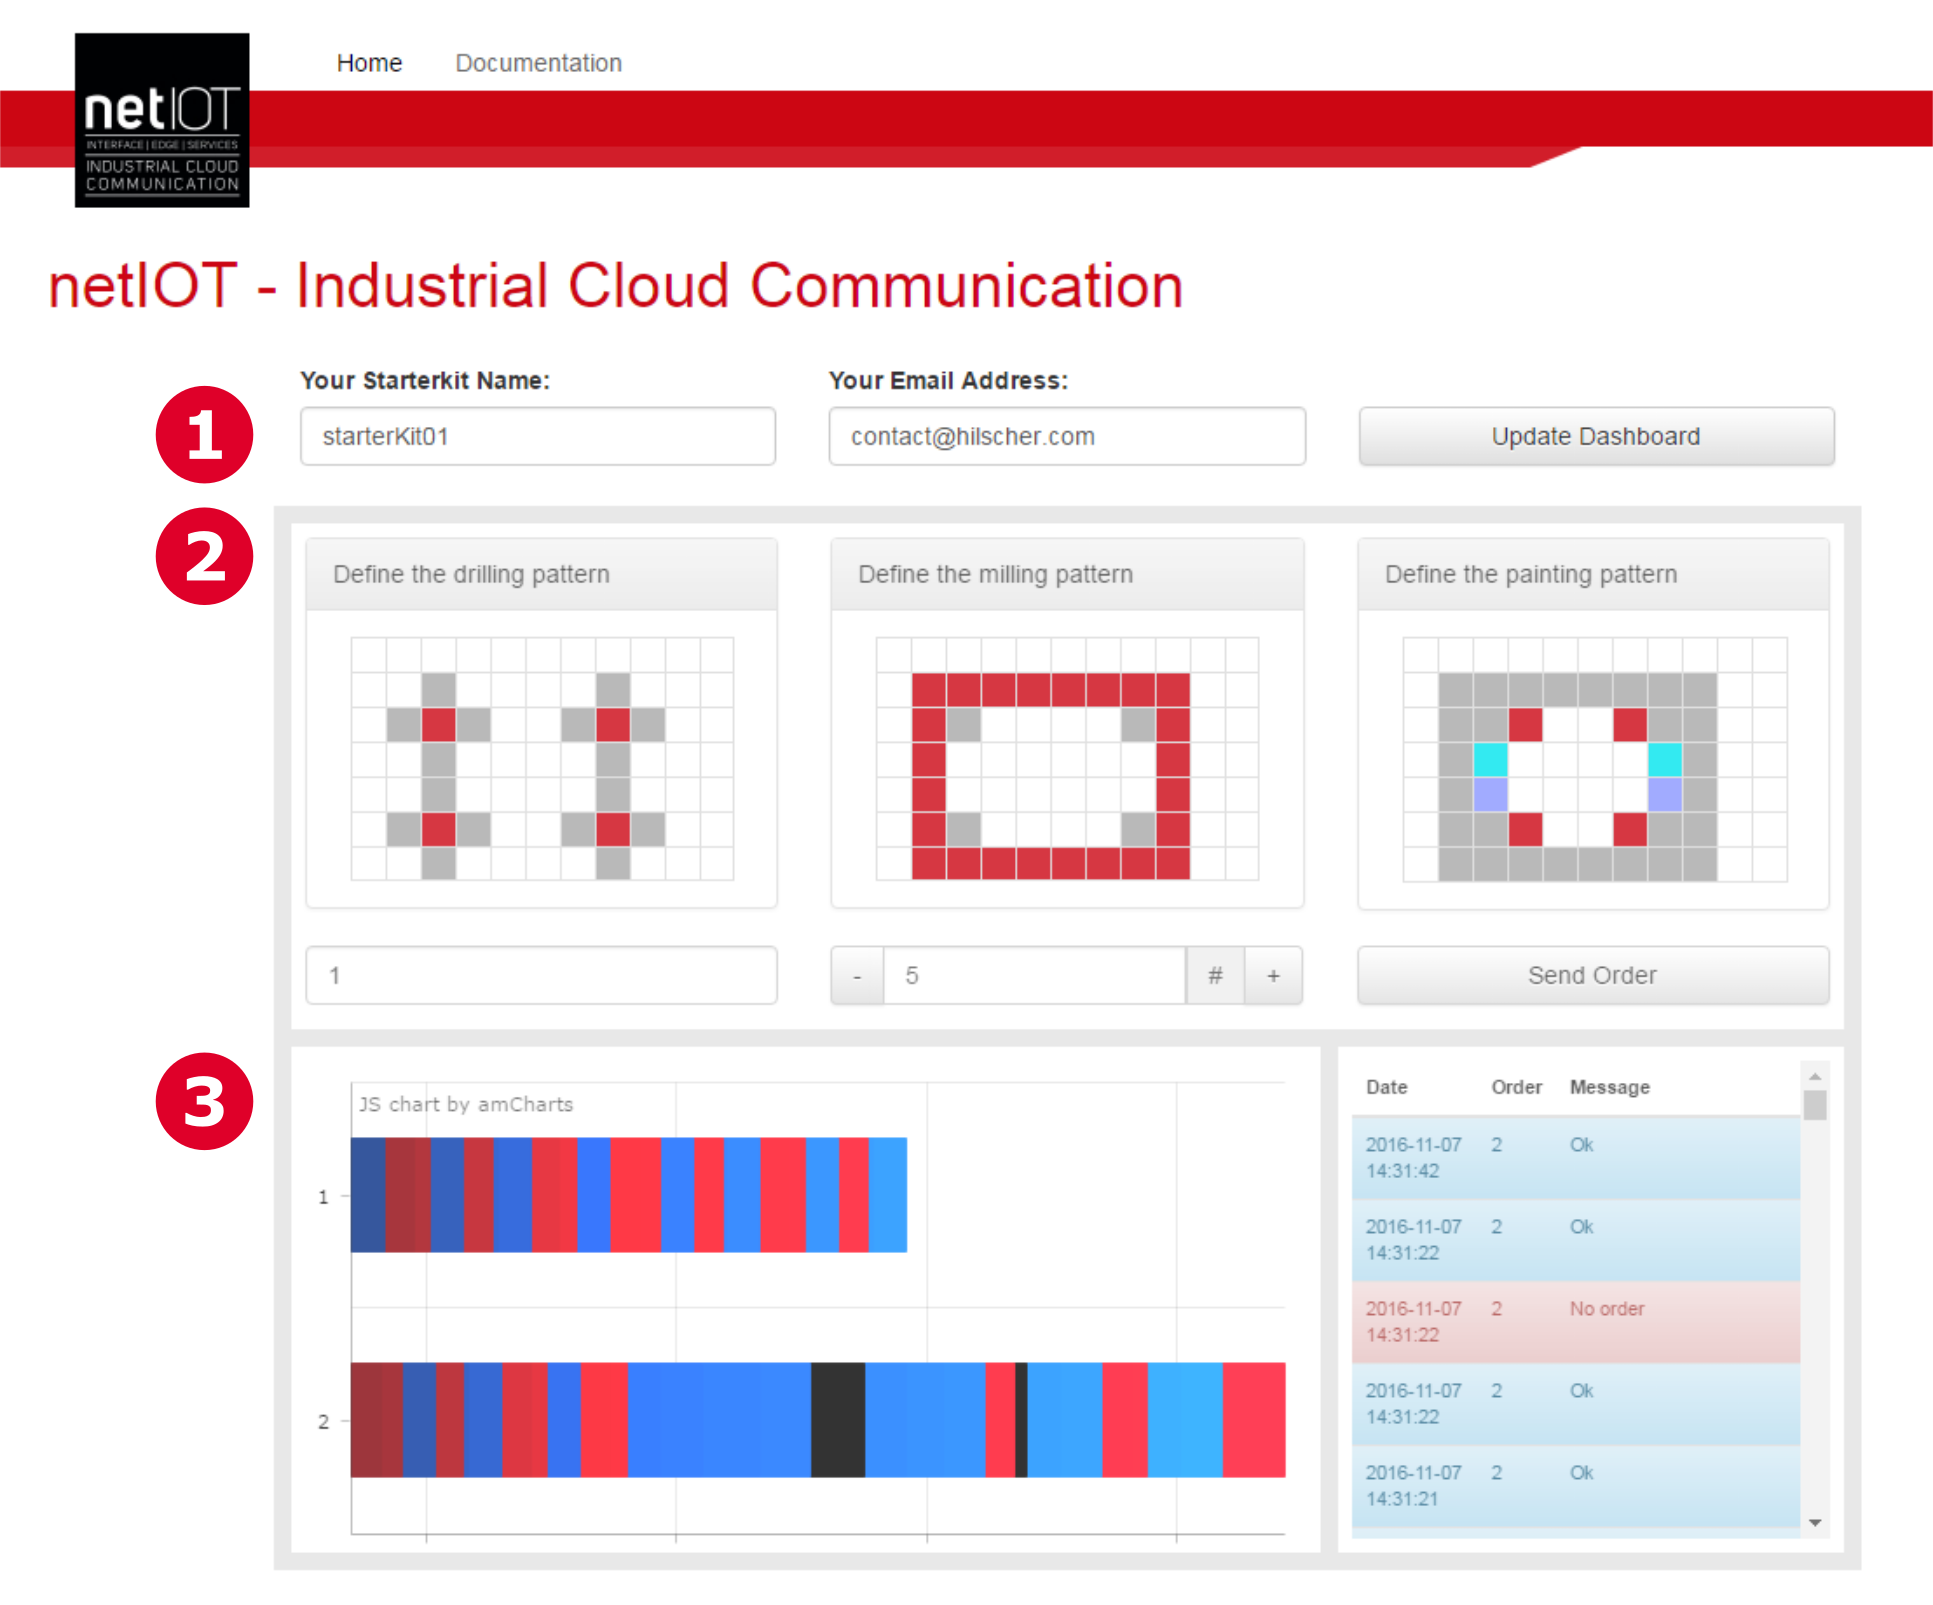 Home Documentation
netIOT
INTERFACE | EDGE | SERVICES
INDUSTRIAL CLOUD
COMMUNICATION
netIOT - Industrial Cloud Communication
Your Starterkit Name: Your Email Address:
1 starterKit01 contact@hilscher.com Update Dashboard
2
Define the drilling pattern Define the milling pattern Define the painting pattern
1 - 5 # + Send Order
3
JS chart by amCharts
1
2
Date Order Message
2016-11-07 2 Ok
14:31:42
2016-11-07 2 Ok
14:31:22
2016-11-07 2 No order
14:31:22
2016-11-07 2 Ok
14:31:22
2016-11-07 2 Ok
14:31:21